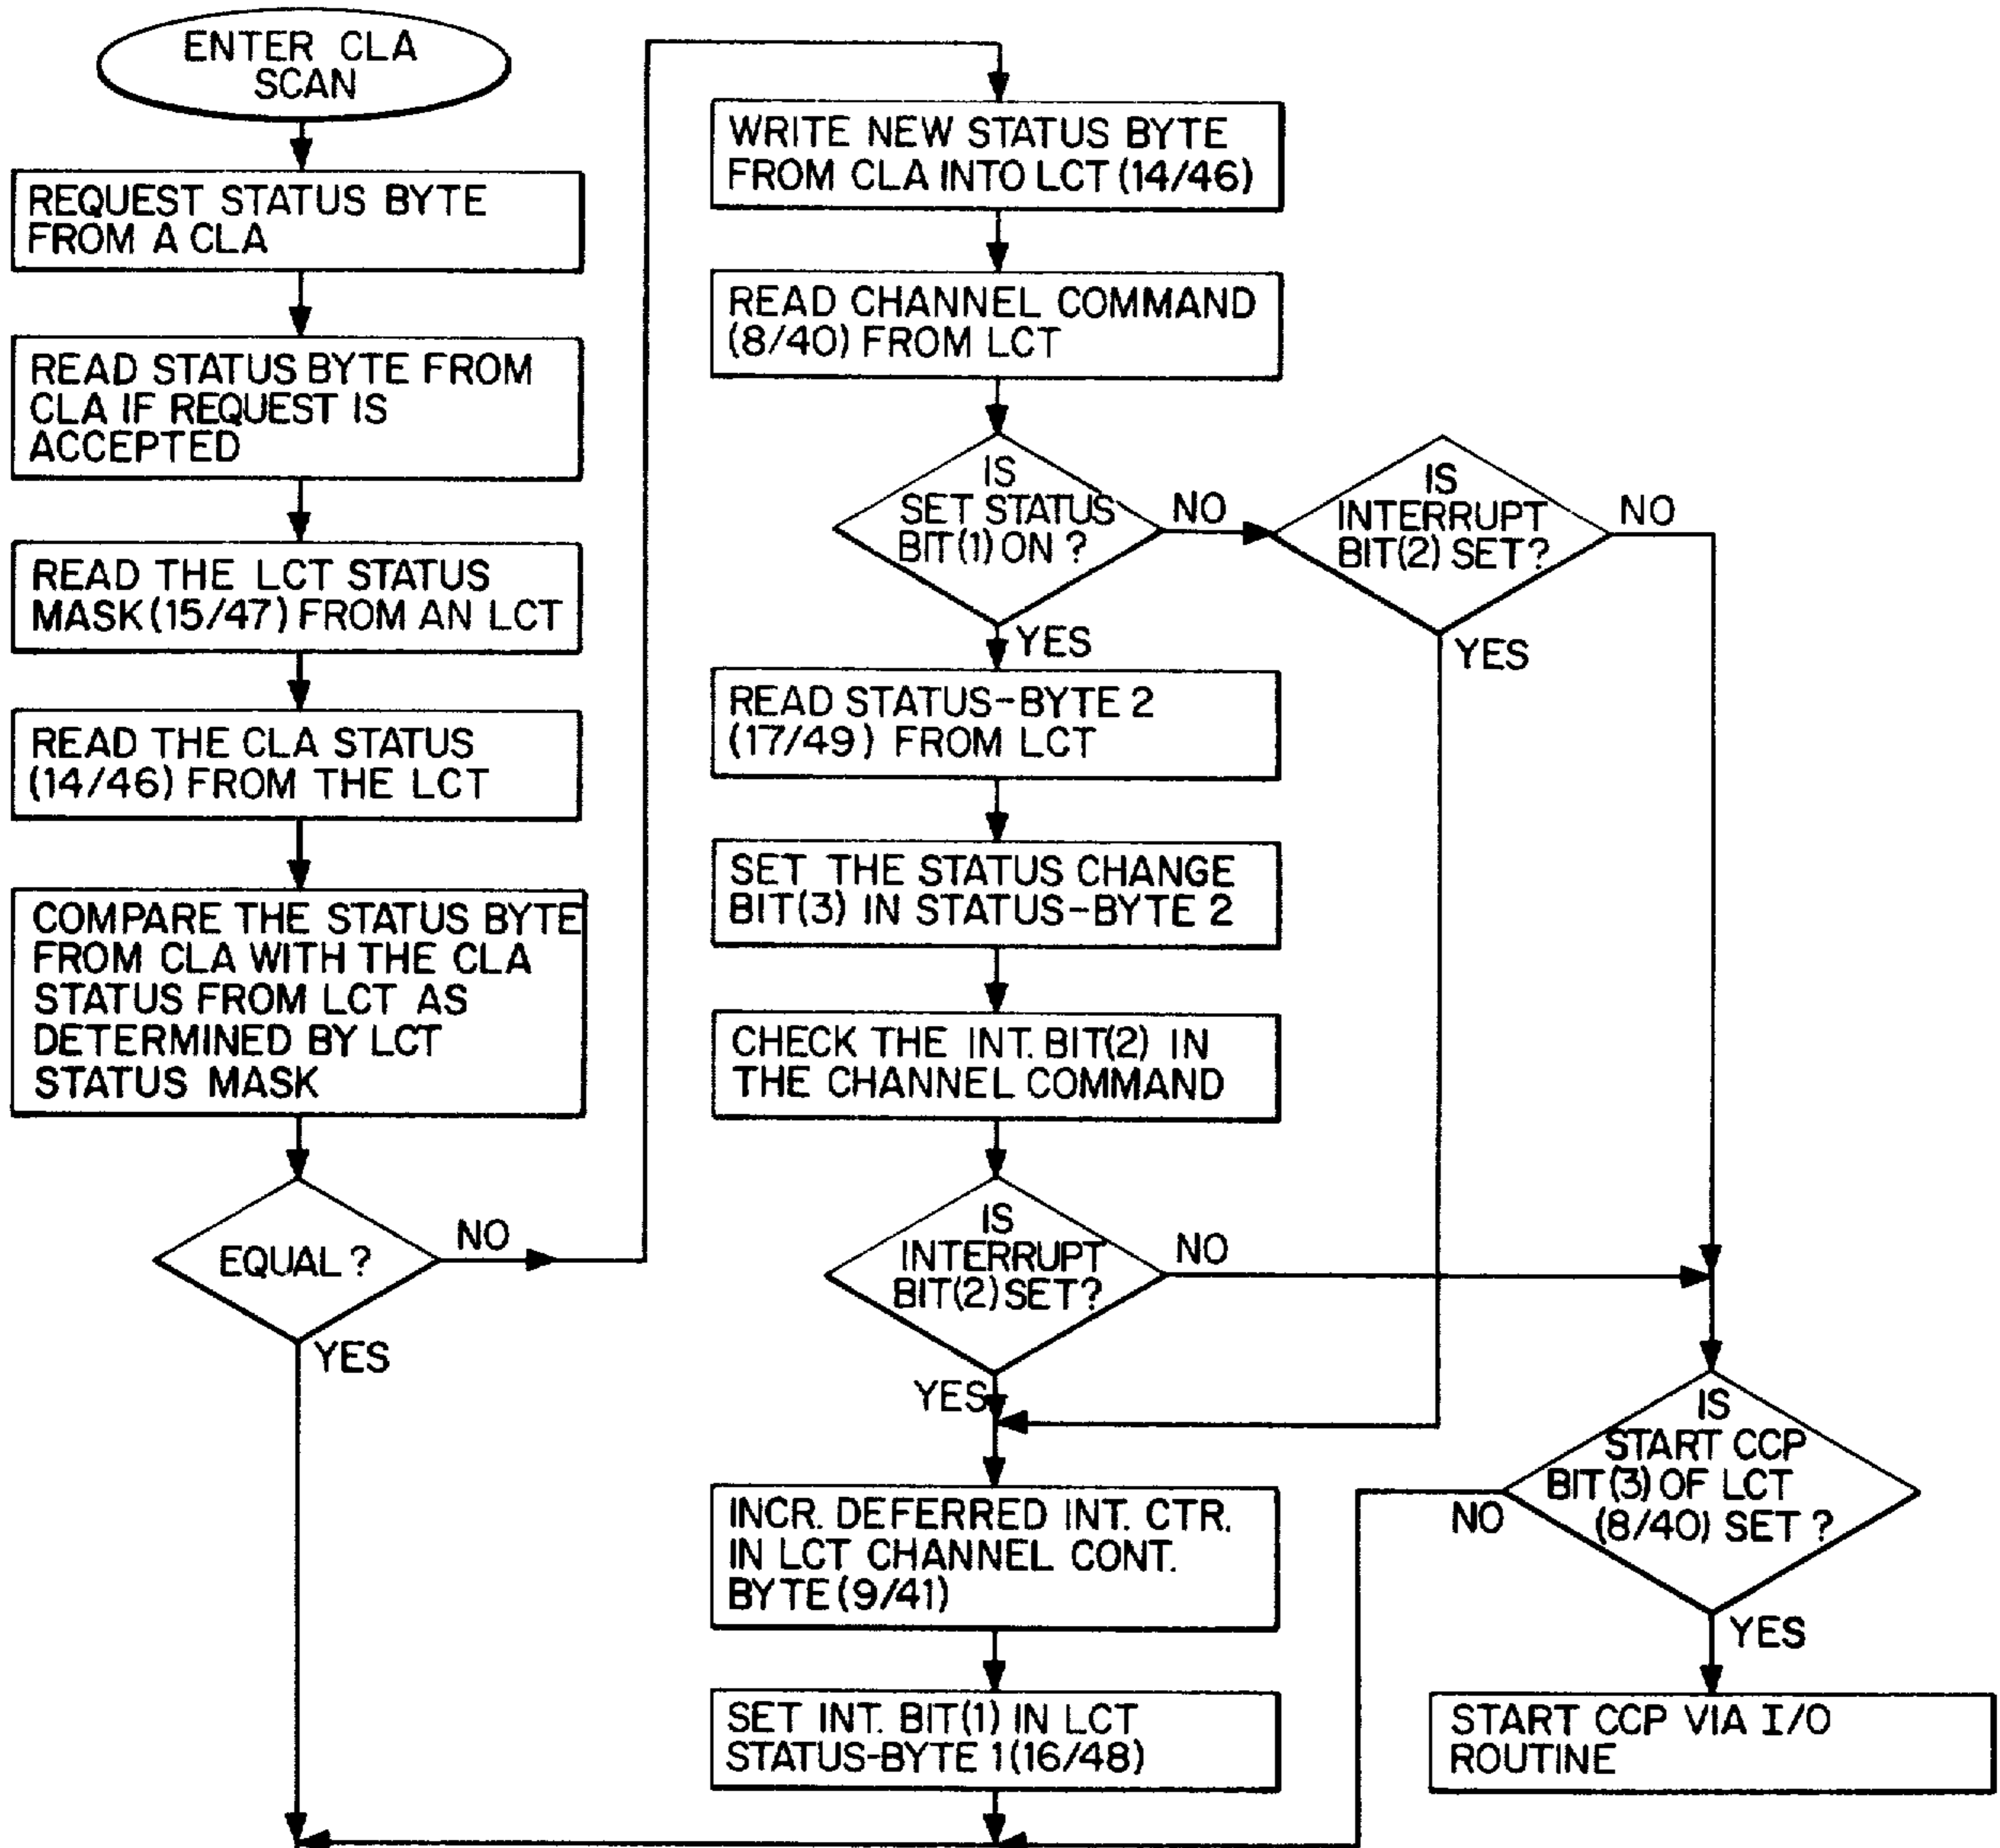 ENTER CLA
SCAN
REQUEST STATUS BYTE
FROM A CLA
READ STATUS BYTE FROM
CLA IF REQUEST IS
ACCEPTED
READ THE LCT STATUS
MASK(15/47) FROM AN LCT
READ THE CLA STATUS
(14/46) FROM THE LCT
COMPARE THE STATUS BYTE
FROM CLA WITH THE CLA
STATUS FROM LCT AS
DETERMINED BY LCT
STATUS MASK
EQUAL?
NO
YES
WRITE NEW STATUS BYTE
FROM CLA INTO LCT (14/46)
READ CHANNEL COMMAND
(8/40) FROM LCT
IS
SET STATUS
BIT(1) ON ?
NO
YES
IS
INTERRUPT
BIT(2) SET?
NO
YES
READ STATUS-BYTE 2
(17/49) FROM LCT
SET THE STATUS CHANGE
BIT(3) IN STATUS-BYTE 2
CHECK THE INT. BIT(2) IN
THE CHANNEL COMMAND
IS
INTERRUPT
BIT(2) SET?
NO
YES
INCR. DEFERRED INT. CTR.
IN LCT CHANNEL CONT.
BYTE (9/41)
SET INT. BIT(1) IN LCT
STATUS-BYTE 1(16/48)
IS
START CCP
BIT(3) OF LCT
(8/40) SET ?
NO
YES
START CCP VIA I/O
ROUTINE